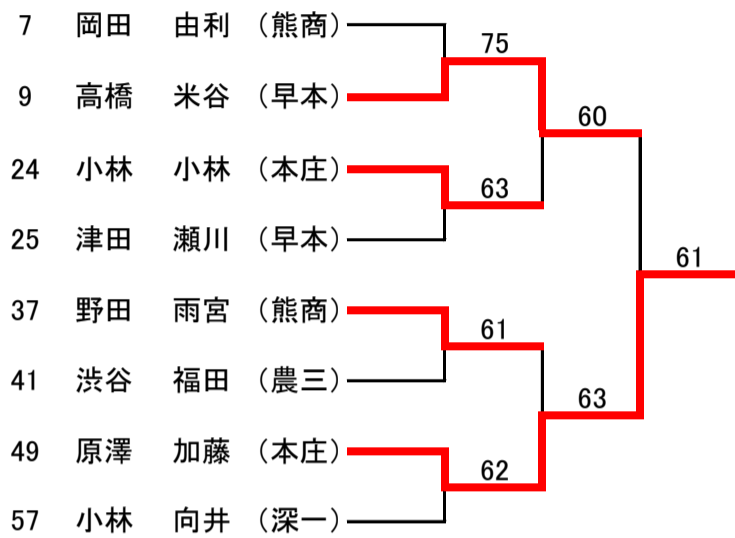 7 岡田 由利 (熊商)
75
9 高橋 米谷 (早本)
60
24 小林 小林 (本庄)
63
25 津田 瀬川 (早本)
61
37 野田 雨宮 (熊商)
61
41 渋谷 福田 (農三)
63
49 原澤 加藤 (本庄)
62
57 小林 向井 (深一)